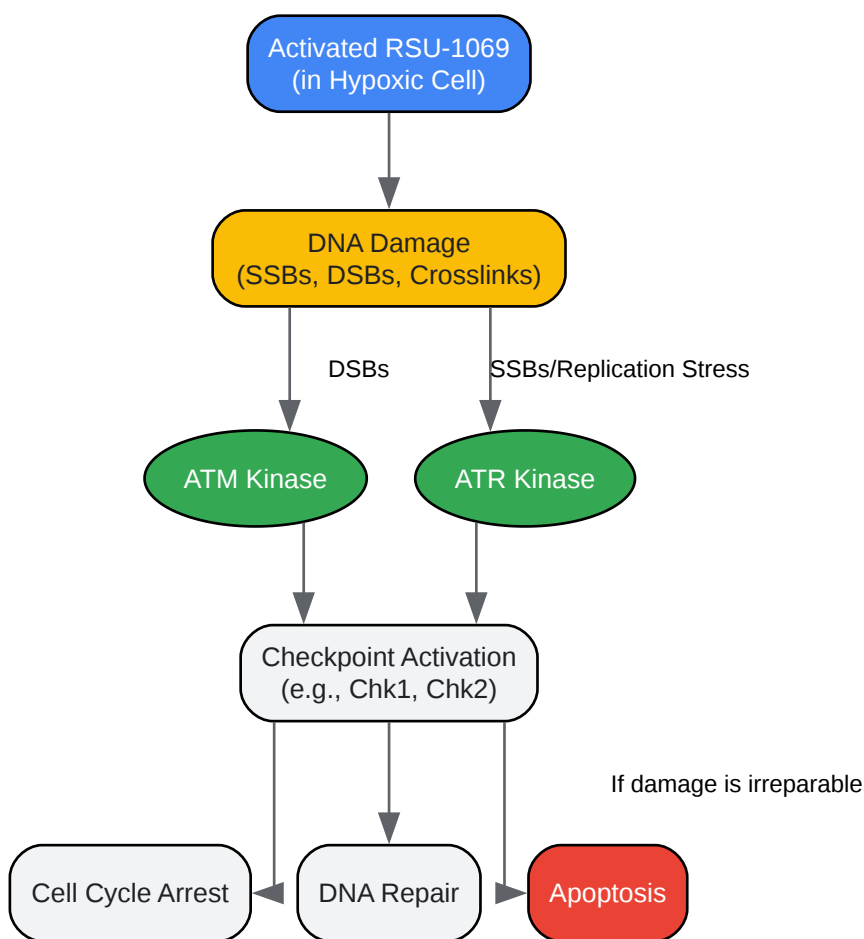 Activated RSU-1069
(in Hypoxic Cell)
DNA Damage
(SSBs, DSBs, Crosslinks)
DSBs
SSBs/Replication Stress
ATM Kinase
ATR Kinase
Checkpoint Activation
(e.g., Chk1, Chk2)
If damage is irreparable
Cell Cycle Arrest
DNA Repair
Apoptosis